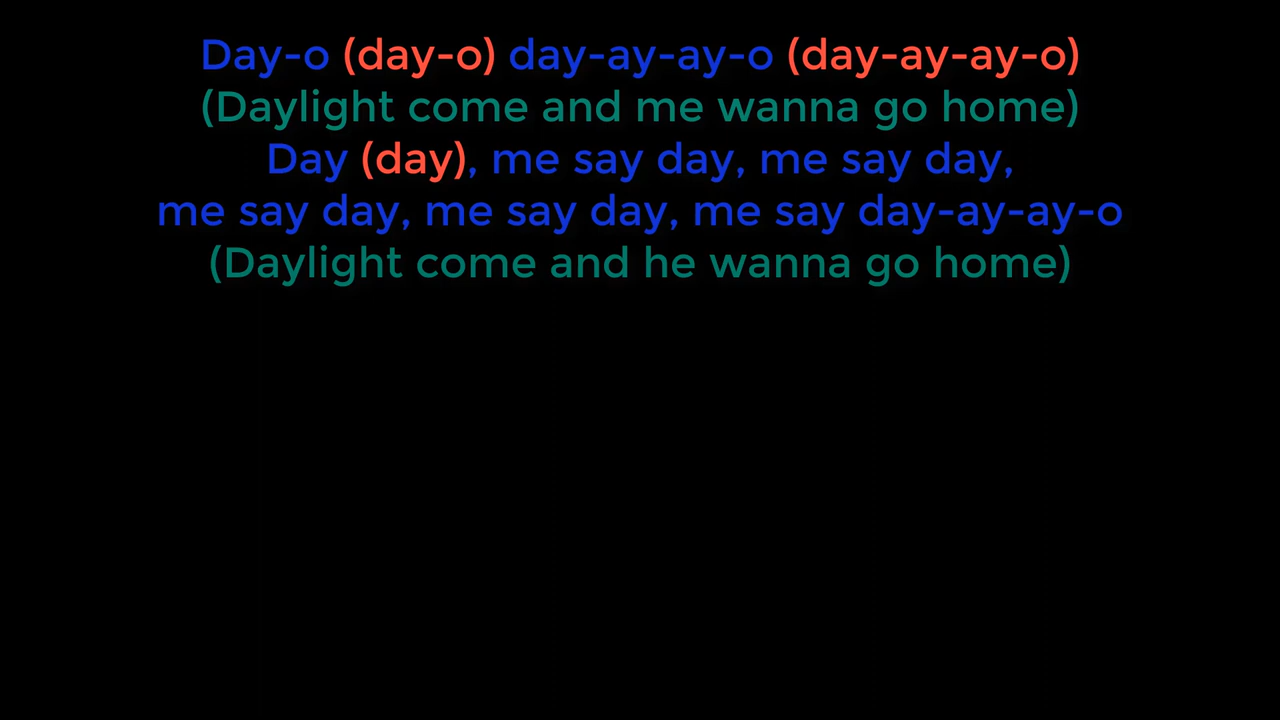 Day-o (day-o) day-ay-ay-o (day-ay-ay-o)
(Daylight come and me wanna go home)
Day (day), me say day, me say day,
me say day, me say day, me say day-ay-ay-o
(Daylight come and he wanna go home)